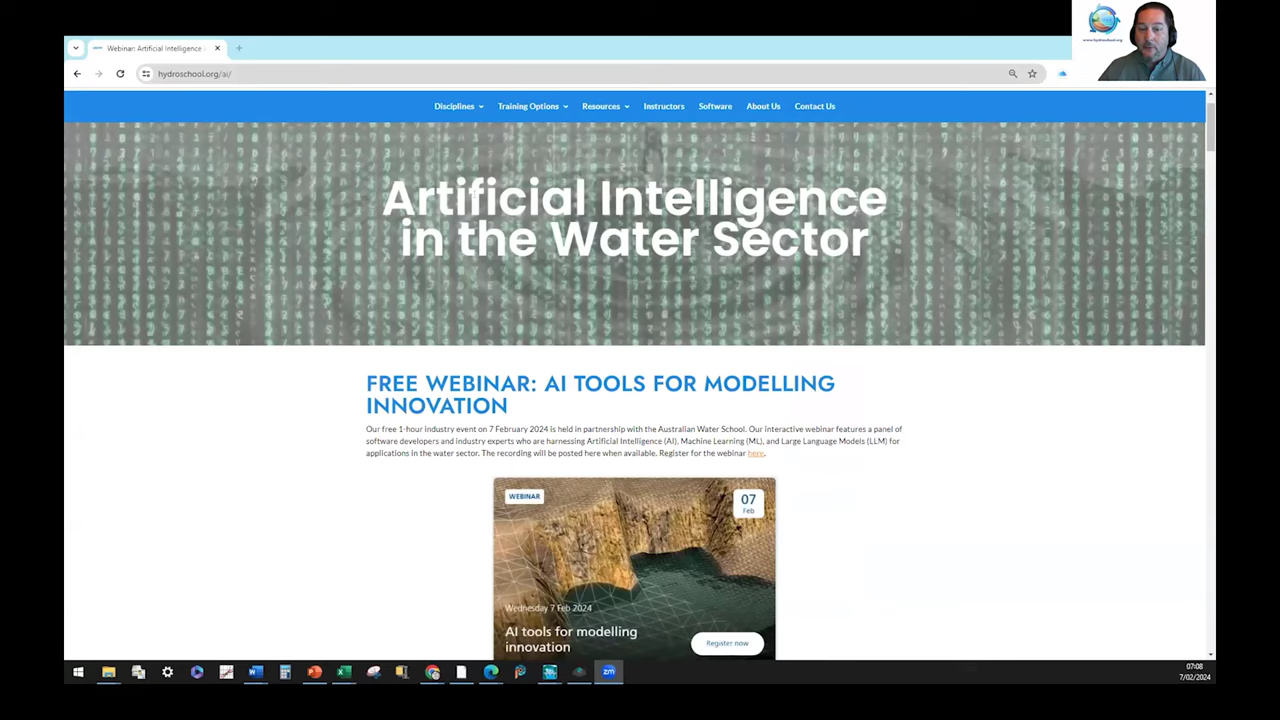 Webinar: Artificial Intelligence i
www.hydroschool.org
hydroschool.org/ai/
Disciplines Training Options Resources Instructors Software About Us Contact Us
Artificial Intelligence
in the Water Sector
FREE WEBINAR: AI TOOLS FOR MODELLING
INNOVATION
Our free 1-hour industry event on 7 February 2024 is held in partnership with the Australian Water School. Our interactive webinar features a panel of
software developers and industry experts who are harnessing Artificial Intelligence (AI), Machine Learning (ML), and Large Language Models (LLM) for
applications in the water sector. The recording will be posted here when available. Register for the webinar here.
WEBINAR
07
Feb
Wednesday 7 Feb 2024
AI tools for modelling
innovation
Register now
zm
07:08
7/02/2024